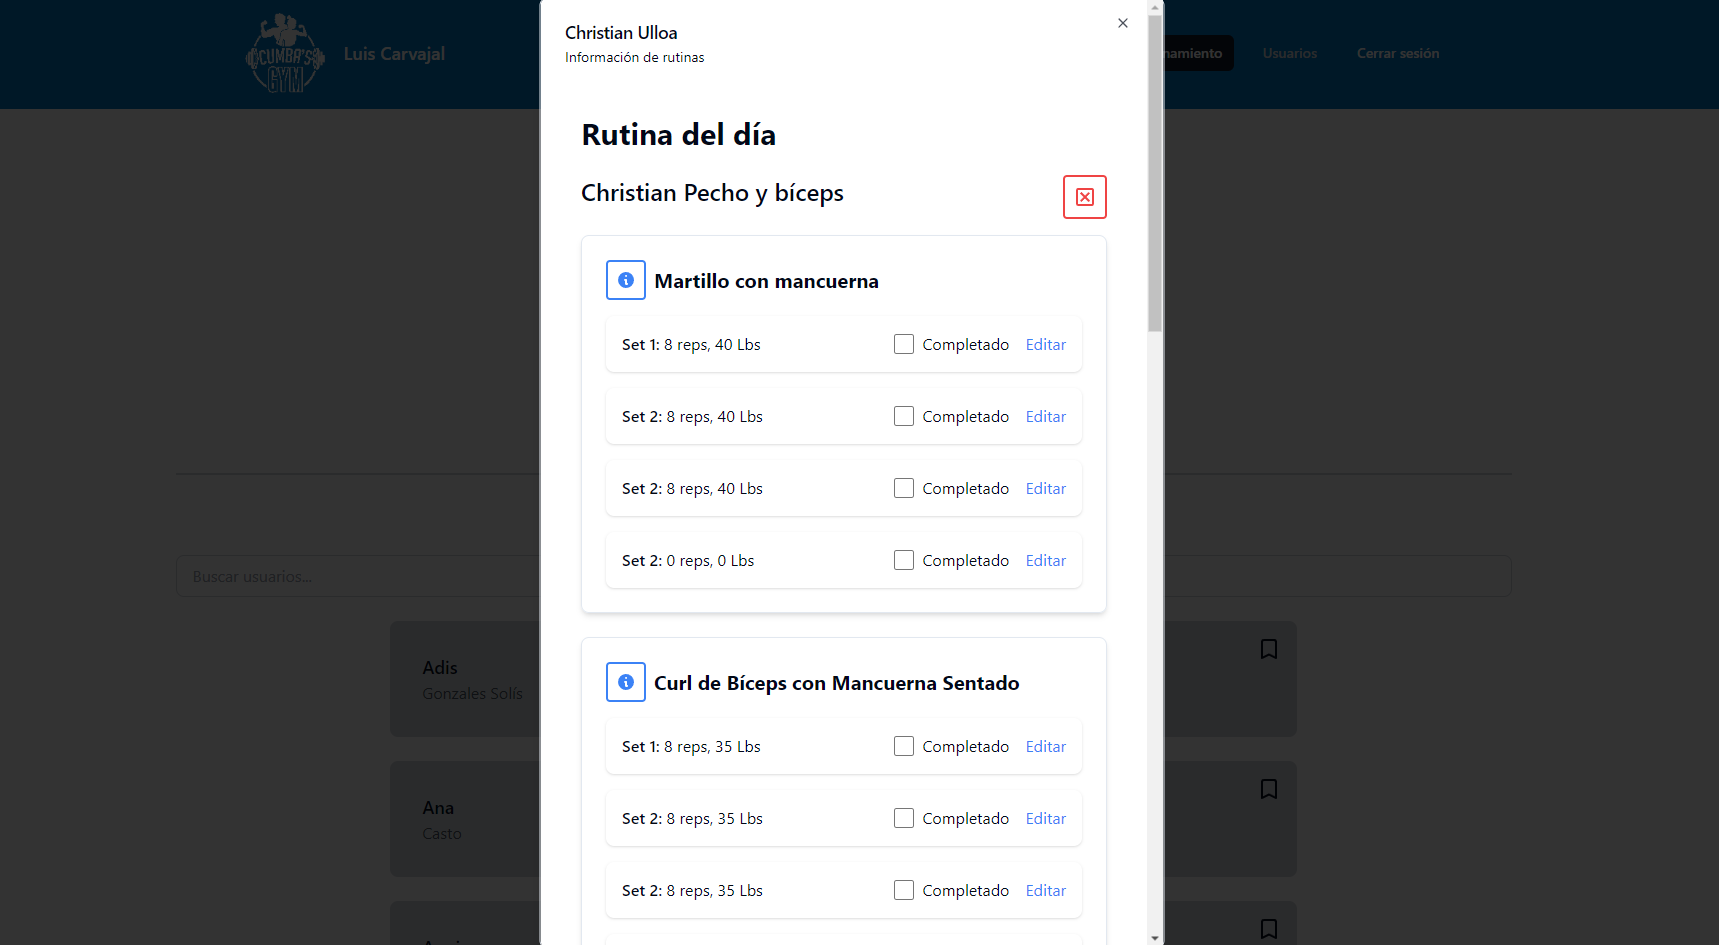 CUMBA'S
GYM
Luis Carvajal
namiento
Usuarios
Cerrar sesión
Christian Ulloa
Información de rutinas
Rutina del día
Christian Pecho y bíceps
Martillo con mancuerna
Set 1: 8 reps, 40 Lbs Completado Editar
Set 2: 8 reps, 40 Lbs Completado Editar
Set 2: 8 reps, 40 Lbs Completado Editar
Set 2: 0 reps, 0 Lbs Completado Editar
Curl de Bíceps con Mancuerna Sentado
Set 1: 8 reps, 35 Lbs Completado Editar
Set 2: 8 reps, 35 Lbs Completado Editar
Set 2: 8 reps, 35 Lbs Completado Editar
Buscar usuarios...
Adis
Gonzales Solís
Ana
Casto